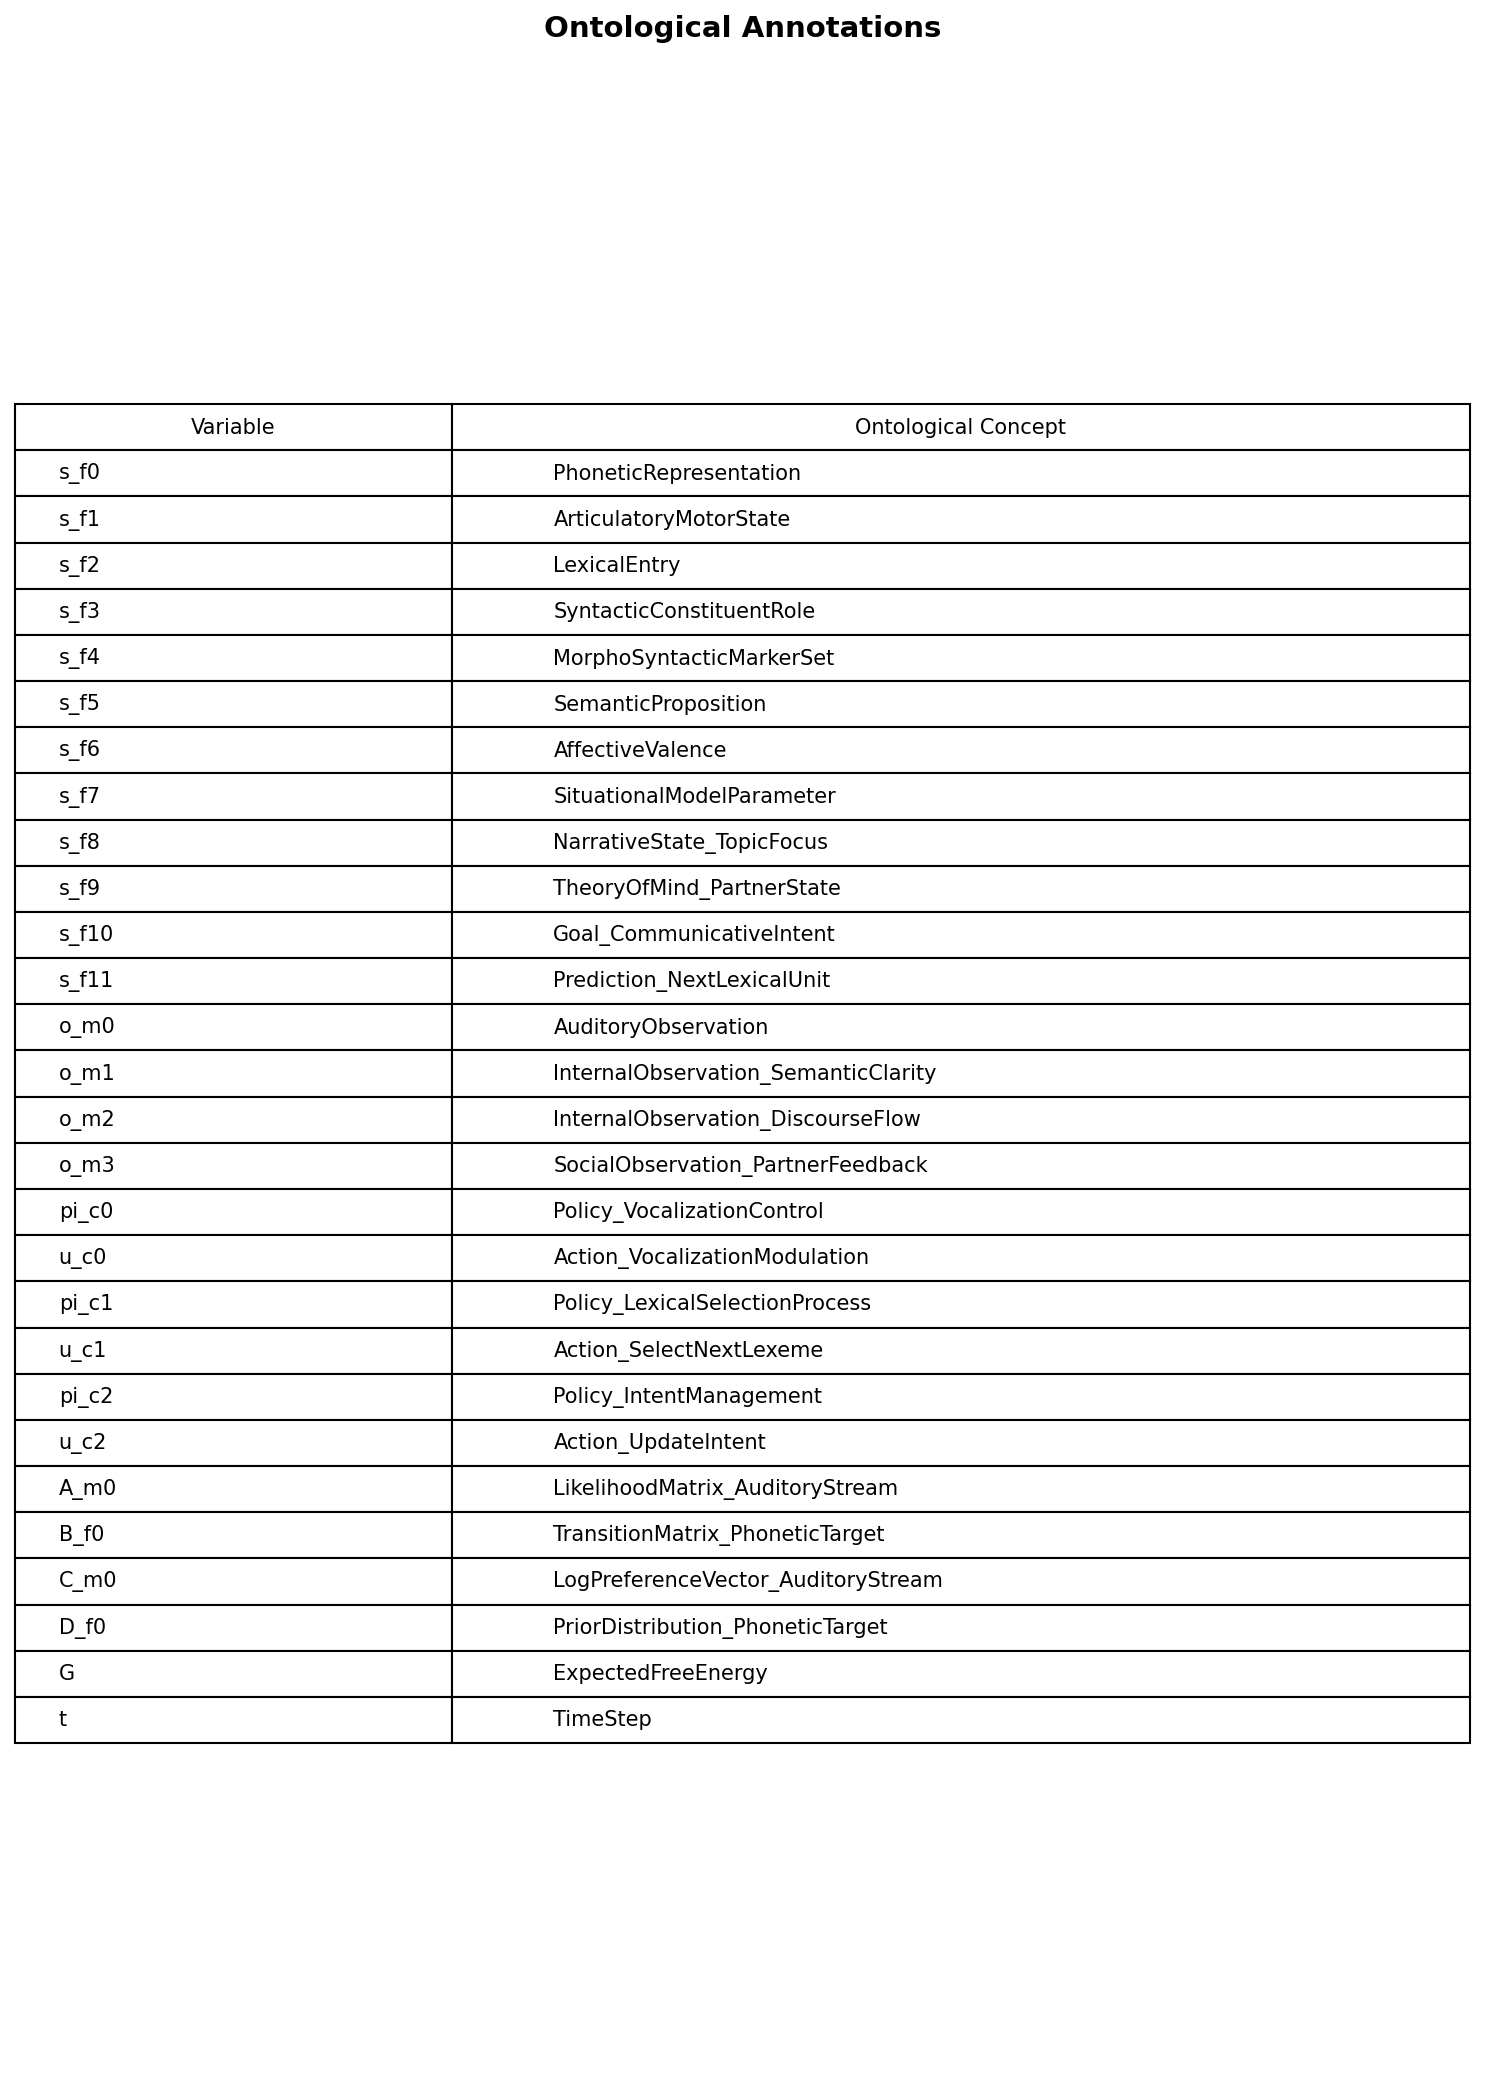 Ontological Annotations
Variable Ontological Concept
s_f0 PhoneticRepresentation
s_f1 ArticulatoryMotorState
s_f2 LexicalEntry
s_f3 SyntacticConstituentRole
s_f4 MorphoSyntacticMarkerSet
s_f5 SemanticProposition
s_f6 AffectiveValence
s_f7 SituationalModelParameter
s_f8 NarrativeState_TopicFocus
s_f9 TheoryOfMind_PartnerState
s_f10 Goal_CommunicativeIntent
s_f11 Prediction_NextLexicalUnit
o_m0 AuditoryObservation
o_m1 InternalObservation_SemanticClarity
o_m2 InternalObservation_DiscourseFlow
o_m3 SocialObservation_PartnerFeedback
pi_c0 Policy_VocalizationControl
u_c0 Action_VocalizationModulation
pi_c1 Policy_LexicalSelectionProcess
u_c1 Action_SelectNextLexeme
pi_c2 Policy_IntentManagement
u_c2 Action_UpdateIntent
A_m0 LikelihoodMatrix_AuditoryStream
B_f0 TransitionMatrix_PhoneticTarget
C_m0 LogPreferenceVector_AuditoryStream
D_f0 PriorDistribution_PhoneticTarget
G ExpectedFreeEnergy
t TimeStep